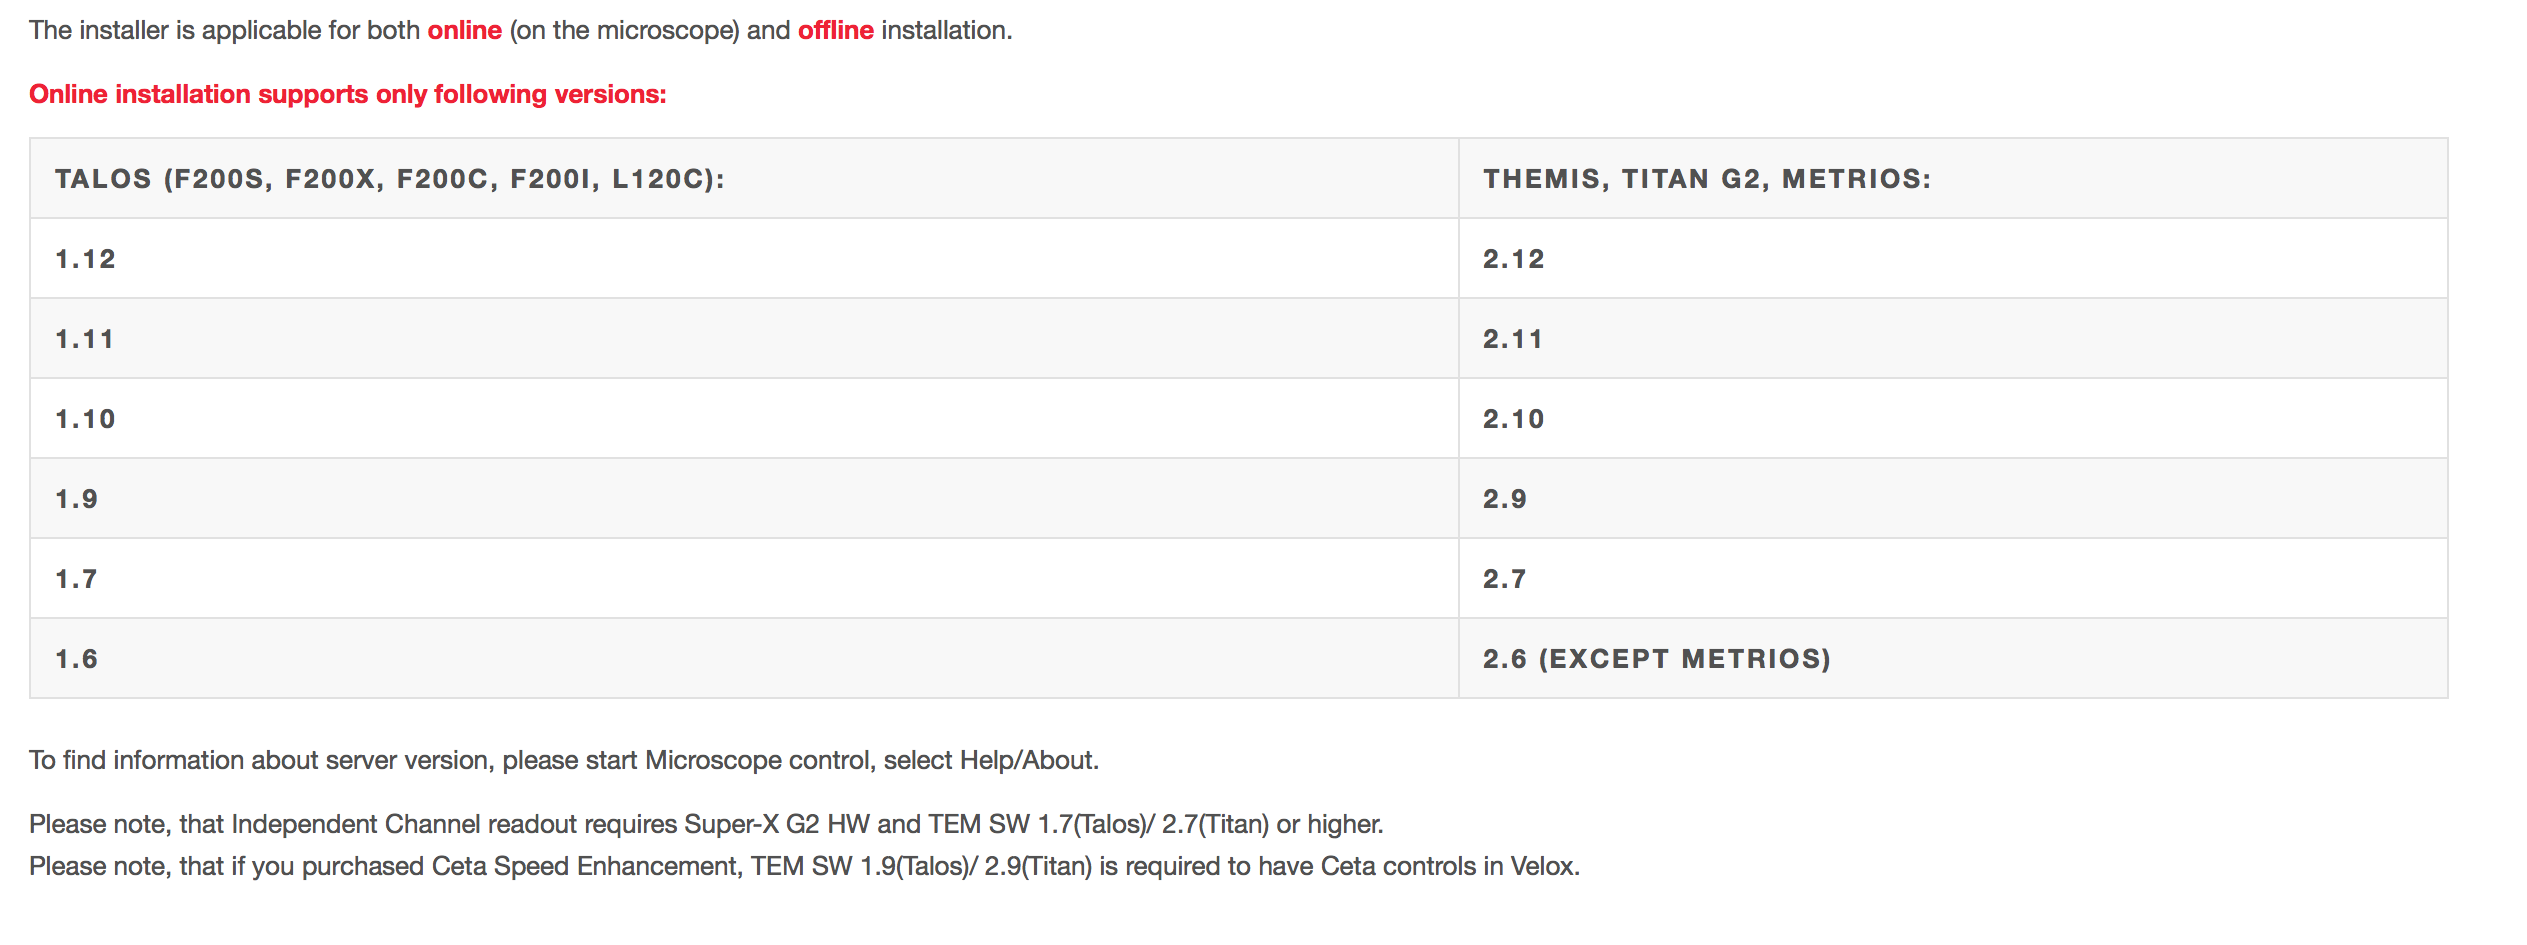 The installer is applicable for both online (on the microscope) and offline installation.
Online installation supports only following versions:
TALOS (F200S, F200X, F200C, F200I, L120C):
THEMIS, TITAN G2, METRIOS:
1.12
2.12
1.11
2.11
1.10
2.10
1.9
2.9
1.7
2.7
1.6
2.6 (EXCEPT METRIOS)
To find information about server version, please start Microscope control, select Help/About.
Please note, that Independent Channel readout requires Super-X G2 HW and TEM SW 1.7(Talos)/ 2.7(Titan) or higher.
Please note, that if you purchased Ceta Speed Enhancement, TEM SW 1.9(Talos)/ 2.9(Titan) is required to have Ceta controls in Velox.